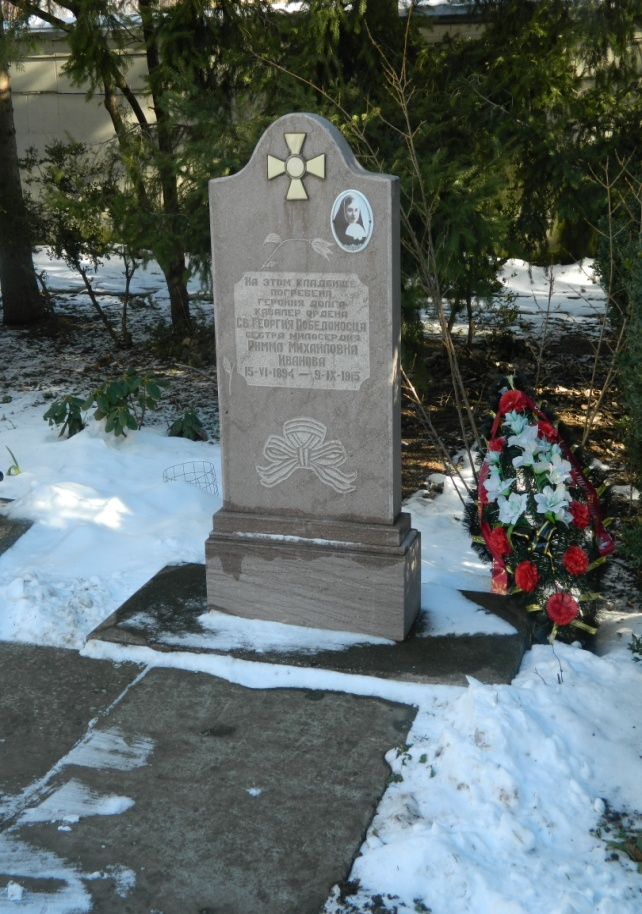 На этом кладбище
погребена
героиня долга
кавалер ордена
Св. Георгия Победоносца
сестра милосердия
Римма Михайловна
Иванова
15-VI-1894 — 9-IX-1915